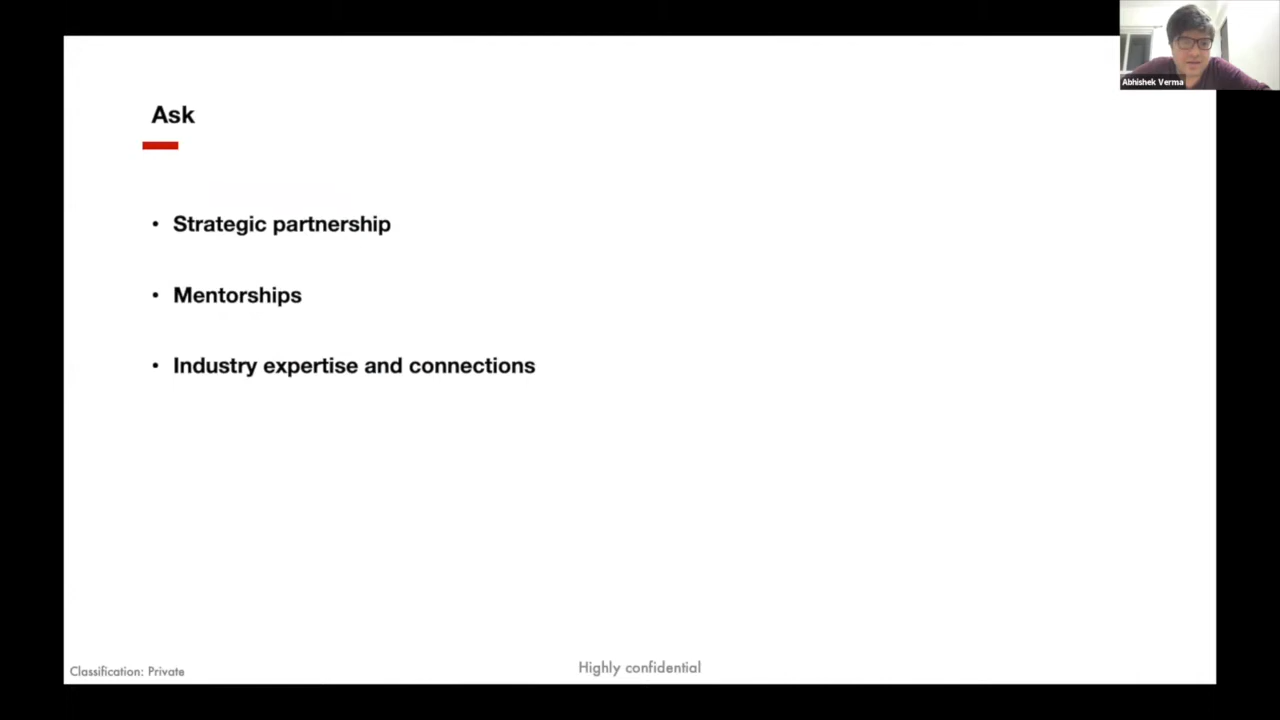 Abhishek Verma
Ask
• Strategic partnership
• Mentorships
• Industry expertise and connections
Classification: Private
Highly confidential